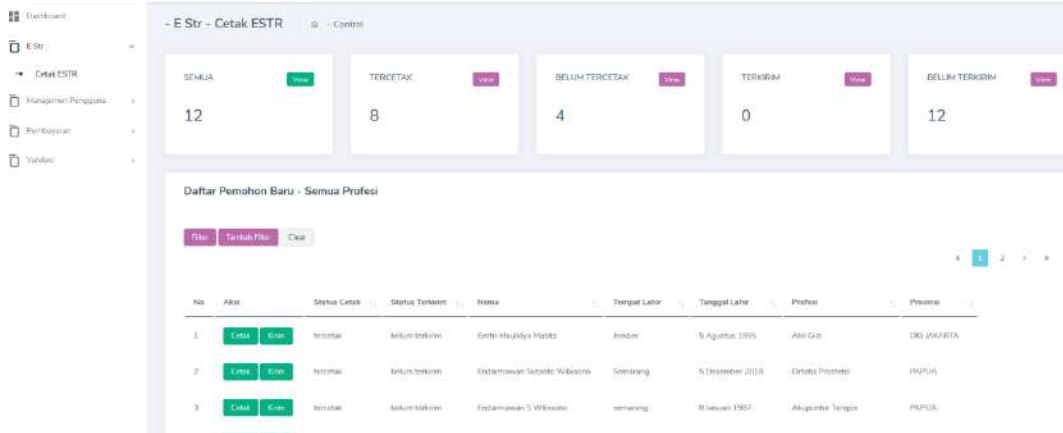 Dashboard
E Str
Cetak ESTR
Manajemen Pengguna
Pembayaran
Validasi
- E Str - Cetak ESTR
- Control
SEMUA View
12
TERCETAK View
8
BELUM TERCETAK View
4
TERKIRIM View
0
BELUM TERKIRIM View
12
Daftar Pemohon Baru - Semua Profesi
Filter Tambah Filter Clear
« 1 2 › »
No Aksi Status Cetak Status Terkirim Nama Tempat Lahir Tanggal Lahir Profesi Provinsi
1 Cetak Kirim tercetak belum terkirim Jember 5 Agustus 1995 Ahli Gizi DKI JAKARTA
2 Cetak Kirim tercetak belum terkirim Endarmawan Sutanto Wibisono Semarang 5 Desember 2018 Ortotis Prostetis PAPUA
3 Cetak Kirim tercetak belum terkirim Endarmawan S Wibisono semarang 8 Januari 1987 Akupuntur Terapis PAPUA